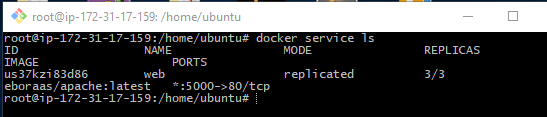 root@ip-172-31-17-159: /home/ubuntu
root@ip-172-31-17-159:/home/ubuntu# docker service ls
ID NAME MODE REPLICAS
IMAGE PORTS
us37kzi83d86 web replicated 3/3
eboraas/apache:latest *:5000->80/tcp
root@ip-172-31-17-159:/home/ubuntu#